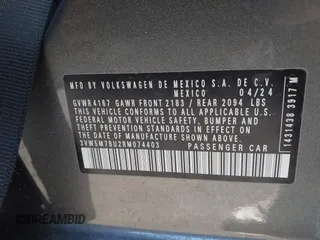 MFD. BY VOLKSWAGEN DE MEXICO S.A. DE C.V.
MEXICO 04/24
GVWR 4187 GAWR FRONT 2183 / REAR 2094 LBS
THIS VEHICLE CONFORMS TO ALL APPLICABLE U.S.
FEDERAL MOTOR VEHICLE SAFETY, BUMPER, AND
THEFT PREVENTION STANDARDS IN EFFECT ON THE
DATE OF MANUFACTURE SHOWN ABOVE.
3VW5M7BU2RM074403
PASSENGER CAR
1431438 3917 M
DREAMBID